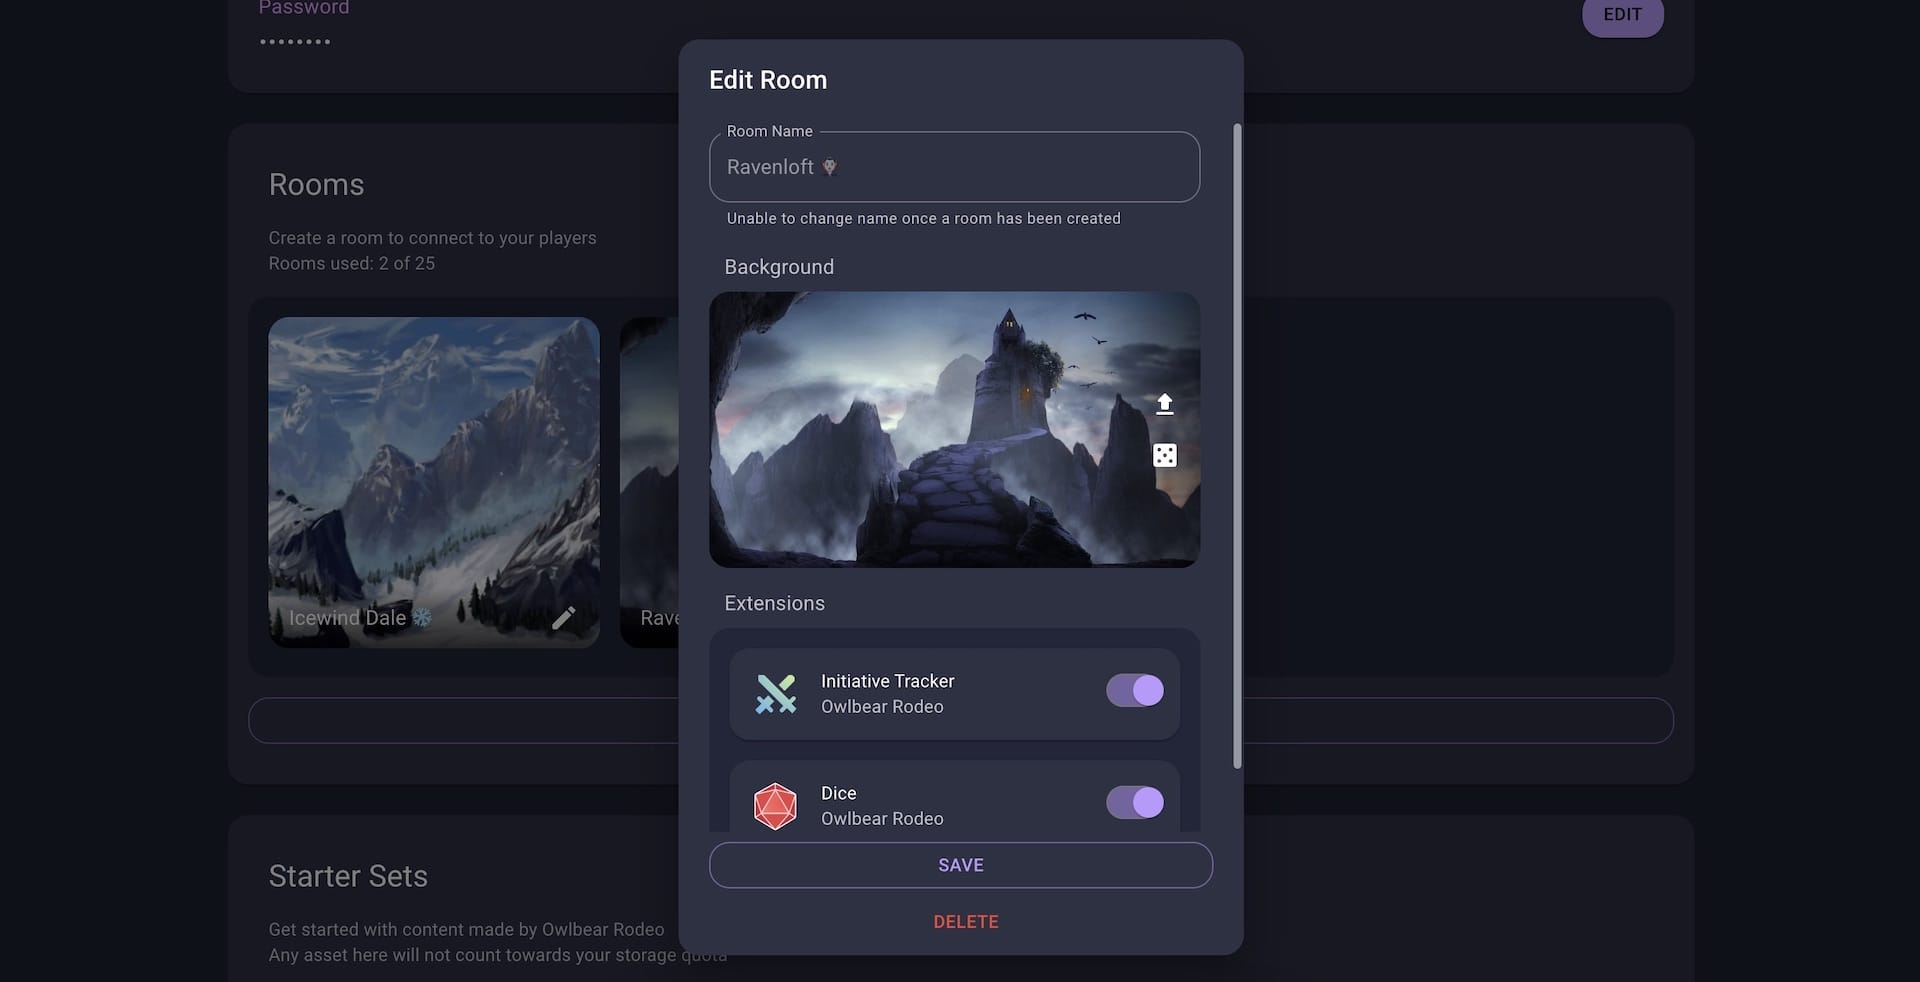 Password
••••••••
EDIT
Rooms
Create a room to connect to your players
Rooms used: 2 of 25
Icewind Dale ❄️
Rave
Starter Sets
Get started with content made by Owlbear Rodeo
Any asset here will not count towards your storage quota
Edit Room
Room Name
Ravenloft 🧛
Unable to change name once a room has been created
Background
Extensions
Initiative Tracker
Owlbear Rodeo
Dice
Owlbear Rodeo
SAVE
DELETE